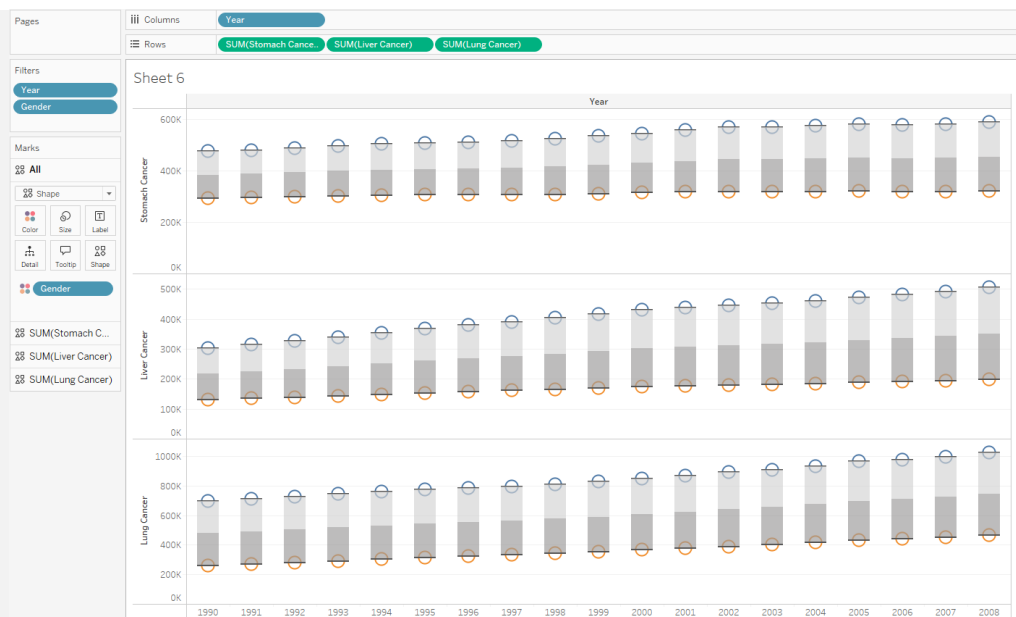 Pages
iii Columns
Year
Rows
SUM(Stomach Cance.. SUM(Liver Cancer) SUM(Lung Cancer)
Filters
Year
Gender
Marks
All
Shape
Color Size Label
Detail Tooltip Shape
Gender
SUM(Stomach C...
SUM(Liver Cancer)
SUM(Lung Cancer)
Sheet 6
Year
Stomach Cancer
600K
400K
200K
0K
Liver Cancer
500K
400K
300K
200K
100K
0K
Lung Cancer
1000K
800K
600K
400K
200K
0K
1990 1991 1992 1993 1994 1995 1996 1997 1998 1999 2000 2001 2002 2003 2004 2005 2006 2007 2008